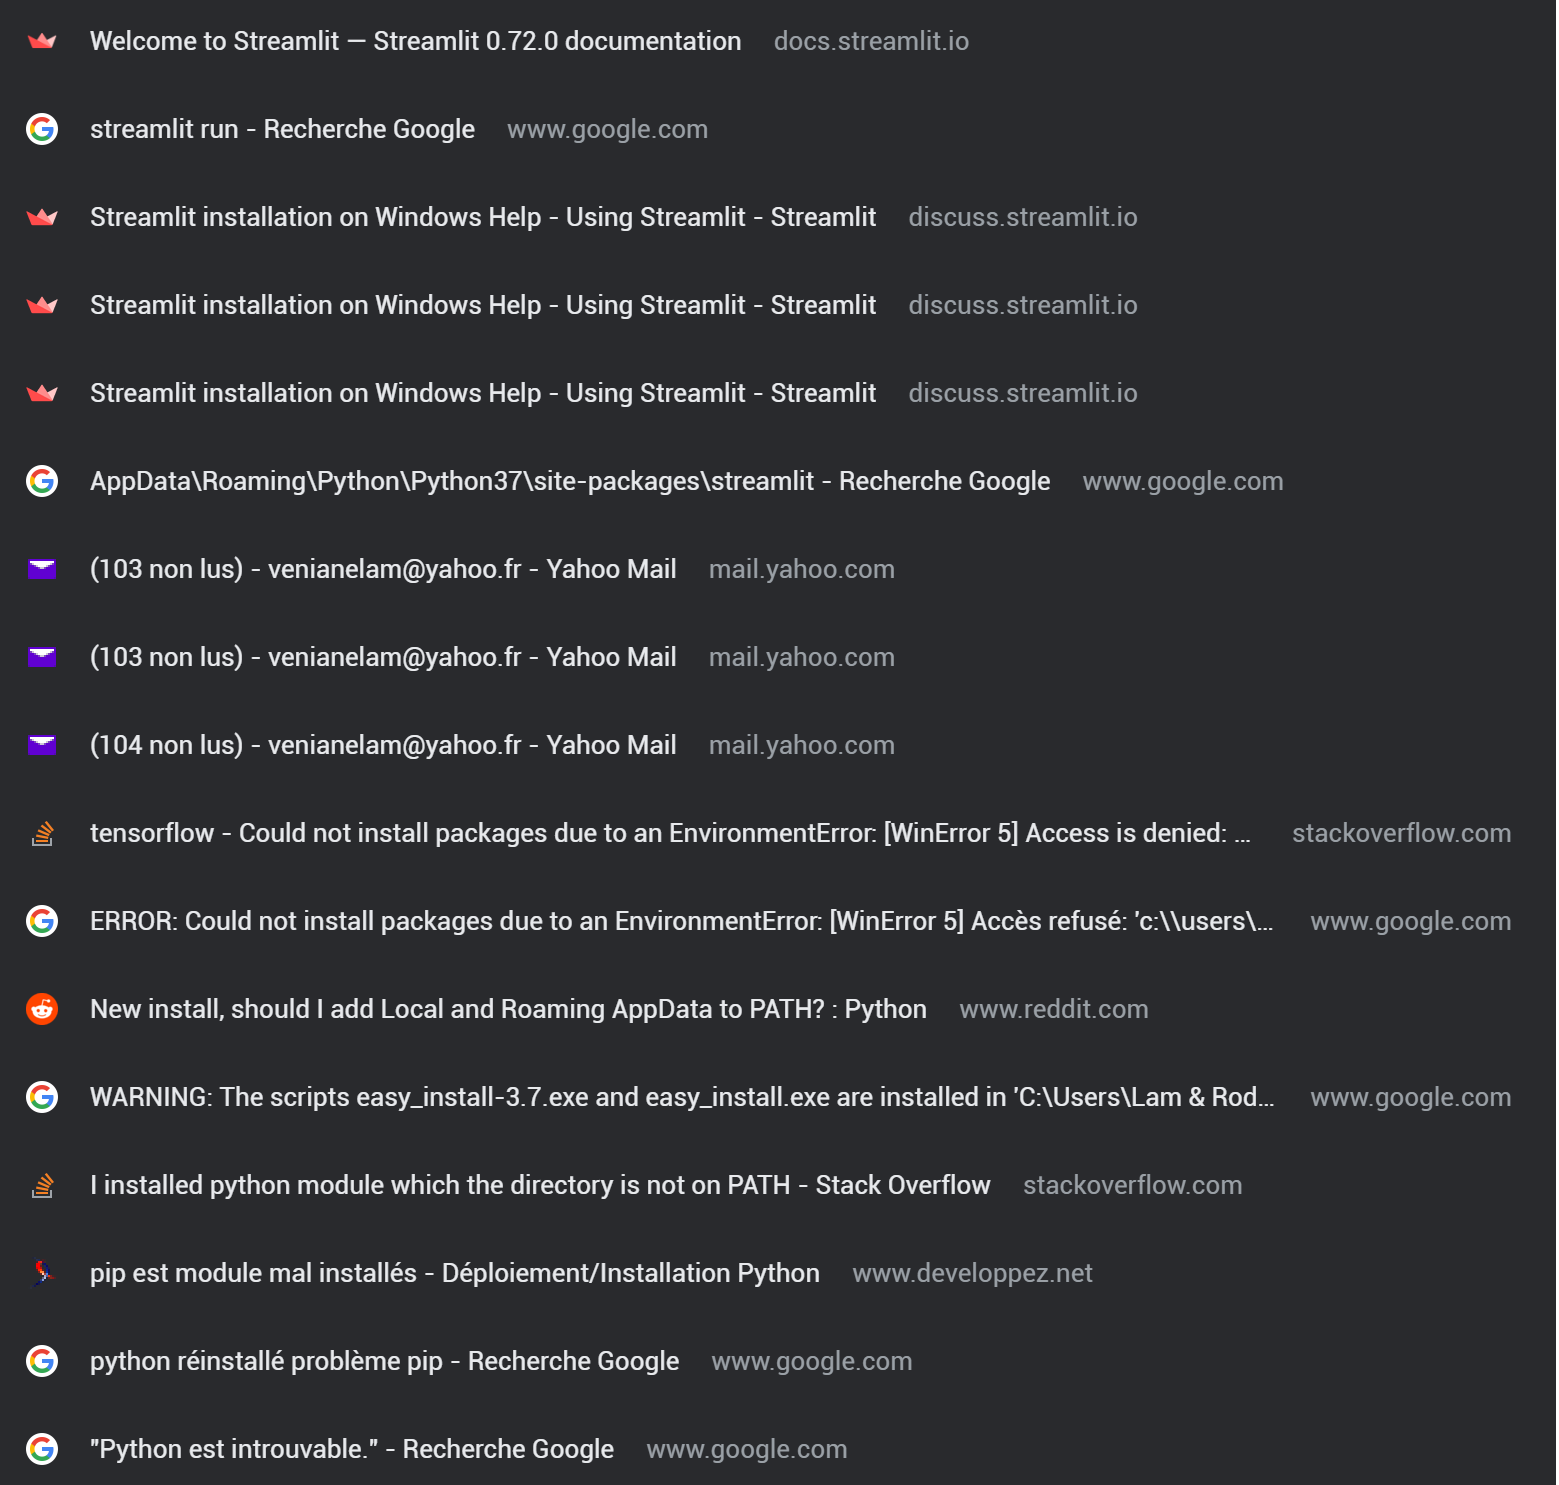 Welcome to Streamlit — Streamlit 0.72.0 documentation docs.streamlit.io
streamlit run - Recherche Google www.google.com
Streamlit installation on Windows Help - Using Streamlit - Streamlit discuss.streamlit.io
Streamlit installation on Windows Help - Using Streamlit - Streamlit discuss.streamlit.io
Streamlit installation on Windows Help - Using Streamlit - Streamlit discuss.streamlit.io
AppData\Roaming\Python\Python37\site-packages\streamlit - Recherche Google www.google.com
(103 non lus) - venianelam@yahoo.fr - Yahoo Mail mail.yahoo.com
(103 non lus) - venianelam@yahoo.fr - Yahoo Mail mail.yahoo.com
(104 non lus) - venianelam@yahoo.fr - Yahoo Mail mail.yahoo.com
tensorflow - Could not install packages due to an EnvironmentError: [WinError 5] Access is denied: ... stackoverflow.com
ERROR: Could not install packages due to an EnvironmentError: [WinError 5] Accès refusé: 'c:\\users\... www.google.com
New install, should I add Local and Roaming AppData to PATH? : Python www.reddit.com
WARNING: The scripts easy_install-3.7.exe and easy_install.exe are installed in 'C:\Users\Lam & Rod... www.google.com
I installed python module which the directory is not on PATH - Stack Overflow stackoverflow.com
pip est module mal installés - Déploiement/Installation Python www.developpez.net
python réinstallé problème pip - Recherche Google www.google.com
"Python est introuvable." - Recherche Google www.google.com